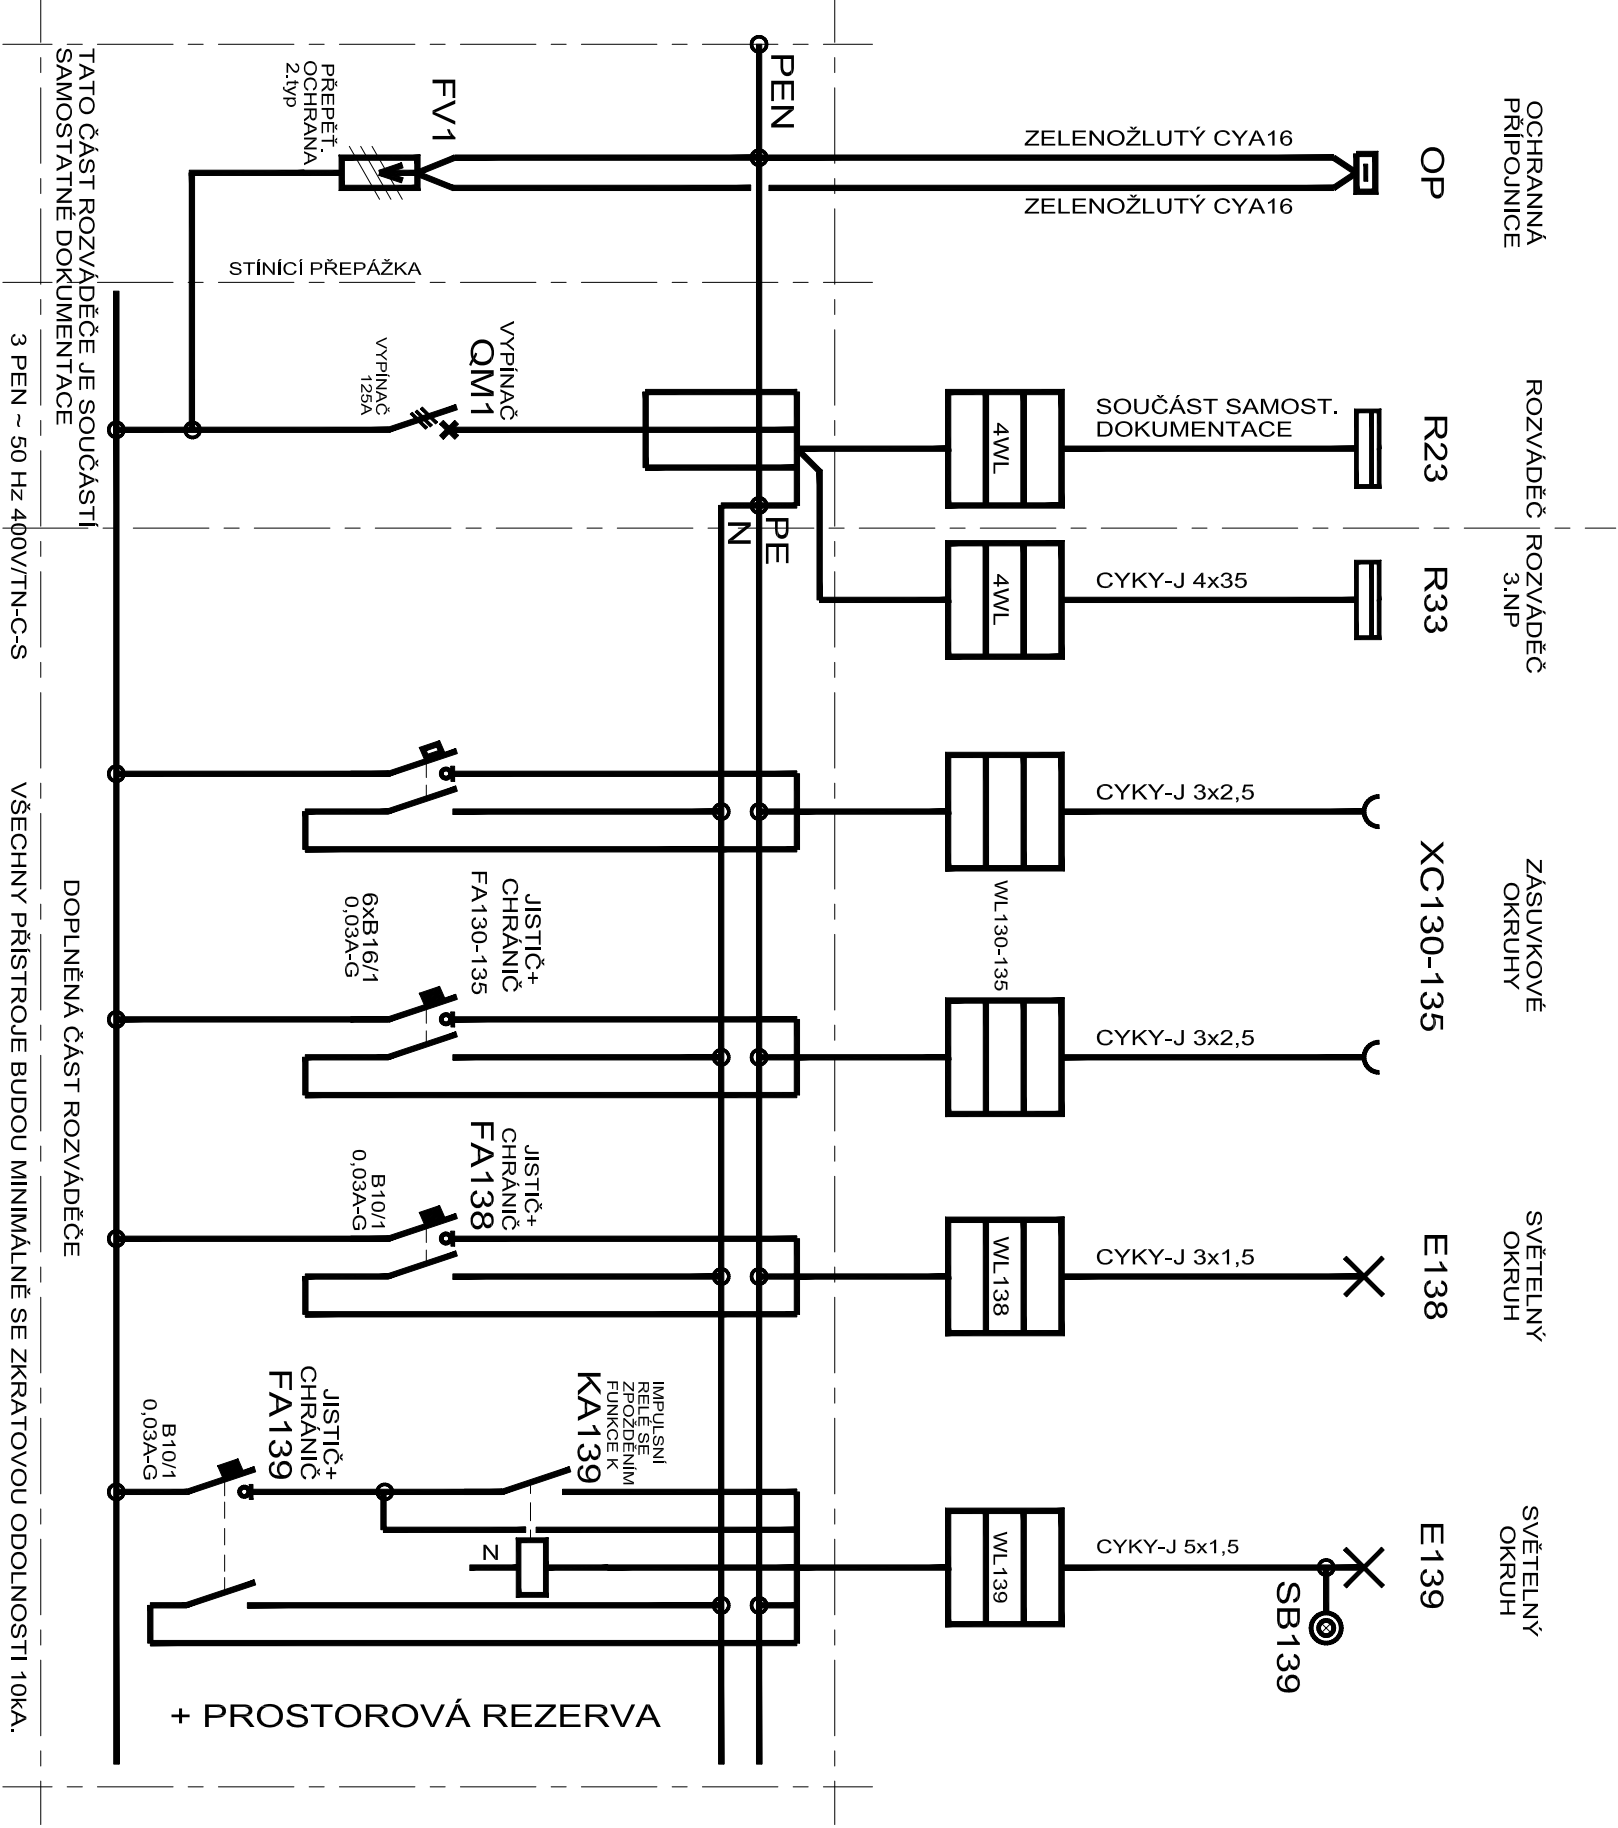 OCHRANNÁ
PŘÍPOJNICE
OP
ZELENOŽLUTÝ CYA16
ZELENOŽLUTÝ CYA16
PEN
FV1
PŘEPĚŤ.
OCHRANA
2.typ
STÍNÍCÍ PŘEPÁŽKA
TATO ČÁST ROZVÁDĚČE JE SOUČÁSTÍ
SAMOSTATNÉ DOKUMENTACE
ROZVÁDĚČ
R23
SOUČÁST SAMOST.
DOKUMENTACE
4WL
VYPÍNAČ
QM1
VYPÍNAČ
125A
PE
N
ROZVÁDĚČ
3.NP
R33
CYKY-J 4x35
4WL
3 PEN ~ 50 Hz 400V/TN-C-S
ZÁSUVKOVÉ
OKRUHY
XC130-135
CYKY-J 3x2,5
WL130-135
CYKY-J 3x2,5
JISTIČ+
CHRÁNIČ
FA130-135
6xB16/1
0,03A-G
SVĚTELNÝ
OKRUH
E138
CYKY-J 3x1,5
WL138
JISTIČ+
CHRÁNIČ
FA138
B10/1
0,03A-G
SVĚTELNÝ
OKRUH
E139
SB139
CYKY-J 5x1,5
WL139
IMPULSNÍ
RELÉ SE
ZPOŽDĚNÍM
FUNKCE K
KA139
N
JISTIČ+
CHRÁNIČ
FA139
B10/1
0,03A-G
+ PROSTOROVÁ REZERVA
DOPLNĚNÁ ČÁST ROZVÁDĚČE
VŠECHNY PŘÍSTROJE BUDOU MINIMÁLNĚ SE ZKRATOVOU ODOLNOSTI 10kA.